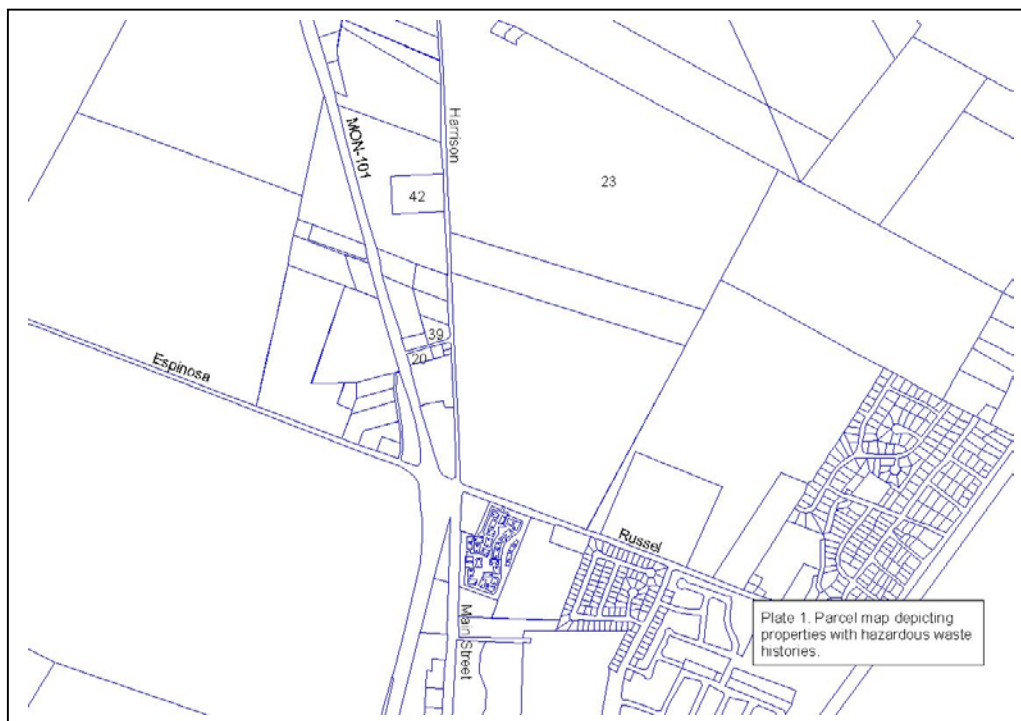 Harrison
MON-101
23
42
39
20
Espinosa
Russel
Main Street
Plate 1. Parcel map depicting
properties with hazardous waste
histories.